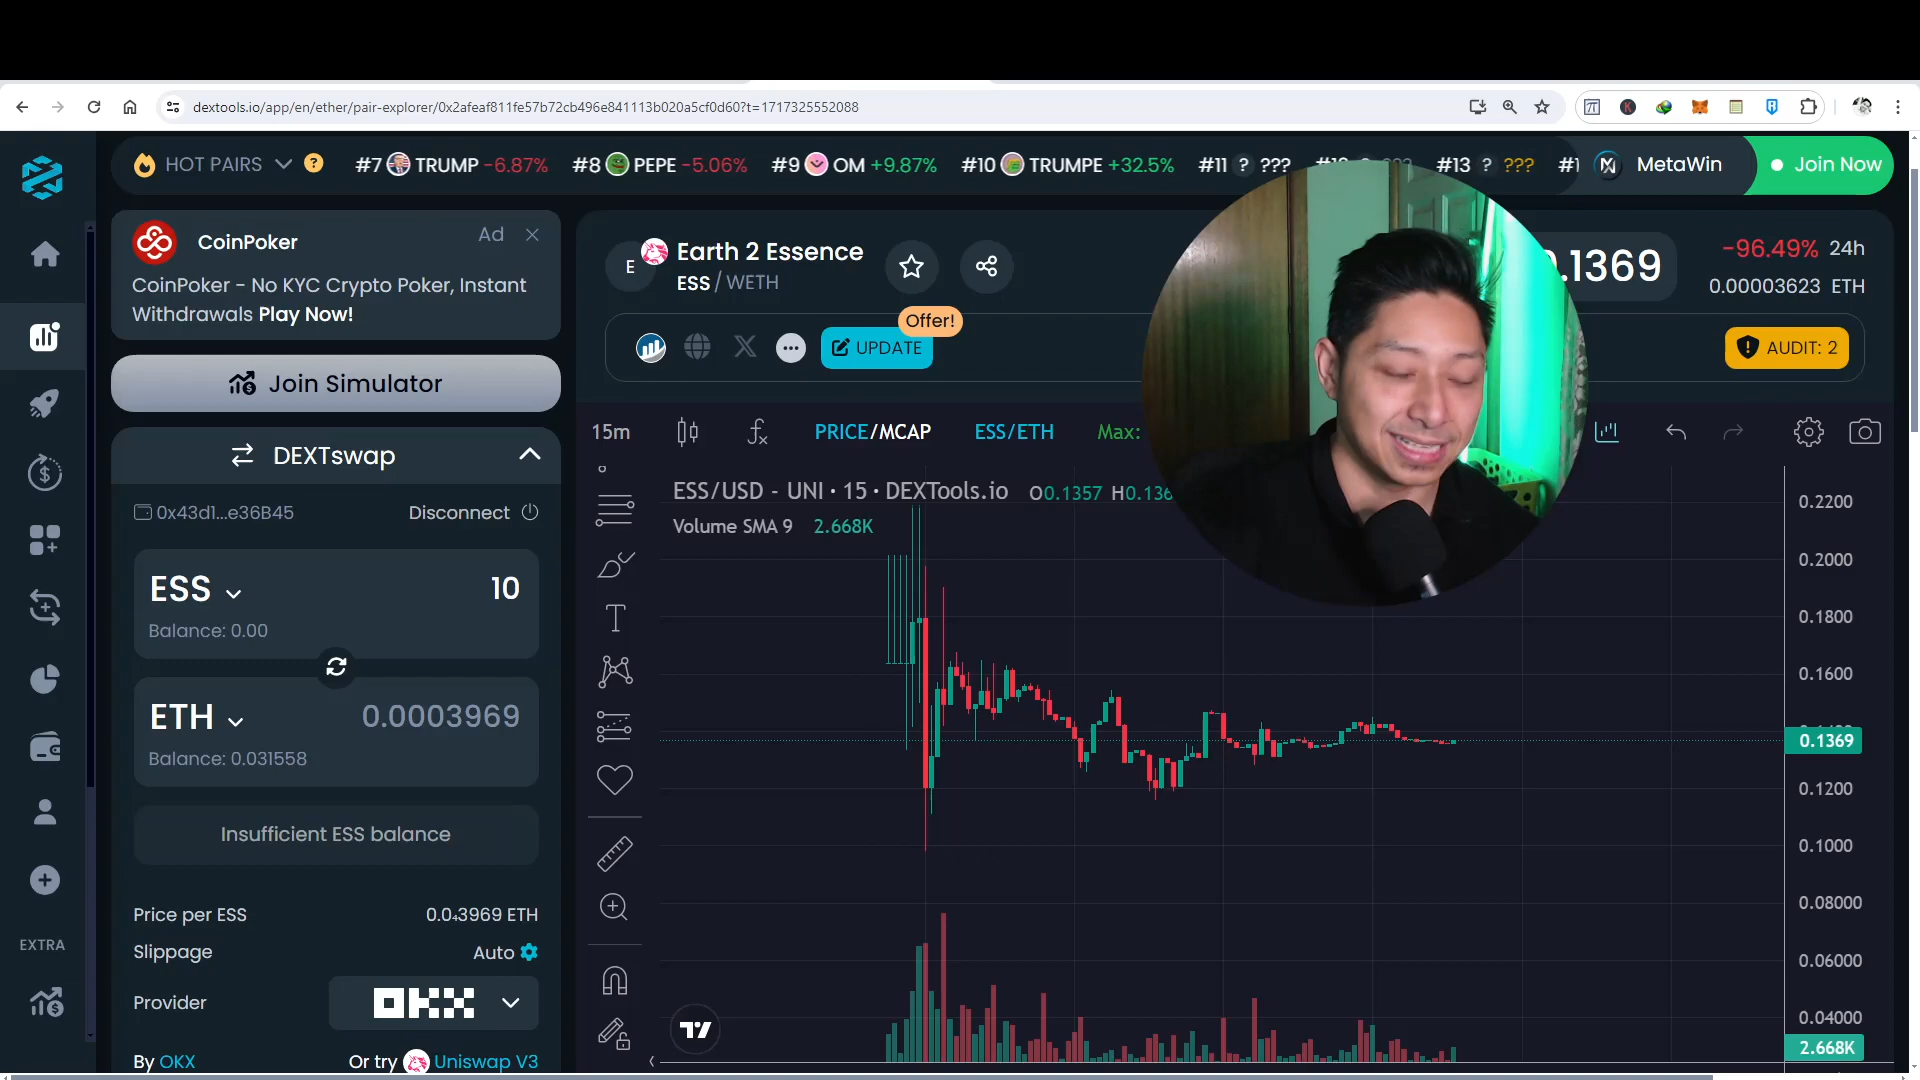 dextools.io/app/en/ether/pair-explorer/0x2afeaf811fe57b72cb496e841113b020a5cf0d60?t=1717325552088
HOT PAIRS ? #7 TRUMP -6.87% #8 PEPE -5.06% #9 OM +9.87% #10 TRUMPE +32.5% #11 ? ??? #13 ? ??? #1 MetaWin Join Now
CoinPoker Ad
CoinPoker - No KYC Crypto Poker, Instant
Withdrawals Play Now!
Join Simulator
DEXTswap
0x43d1...e36B45 Disconnect
ESS 10
Balance: 0.00
ETH 0.0003969
Balance: 0.031558
Insufficient ESS balance
Price per ESS 0.0₄3969 ETH
Slippage Auto
Provider OKX
By OKX Or try Uniswap V3
EXTRA
E Earth 2 Essence
ESS / WETH
.1369
-96.49% 24h
0.00003623 ETH
Offer!
UPDATE
AUDIT: 2
15m PRICE/MCAP ESS/ETH Max:
ESS/USD - UNI · 15 · DEXTools.io O0.1357 H0.136
Volume SMA 9 2.668K
0.2200
0.2000
0.1800
0.1600
0.1369
0.1200
0.1000
0.08000
0.06000
0.04000
2.668K